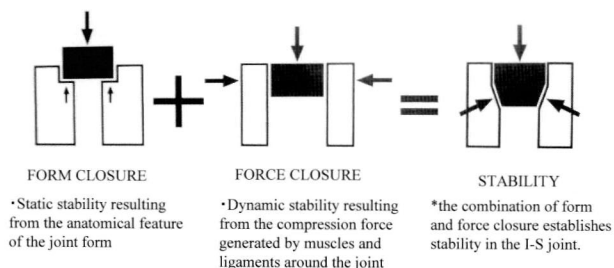 FORM CLOSURE
・Static stability resulting
from the anatomical feature
of the joint form
FORCE CLOSURE
・Dynamic stability resulting
from the compression force
generated by muscles and
ligaments around the joint
STABILITY
*the combination of form
and force closure establishes
stability in the I-S joint.